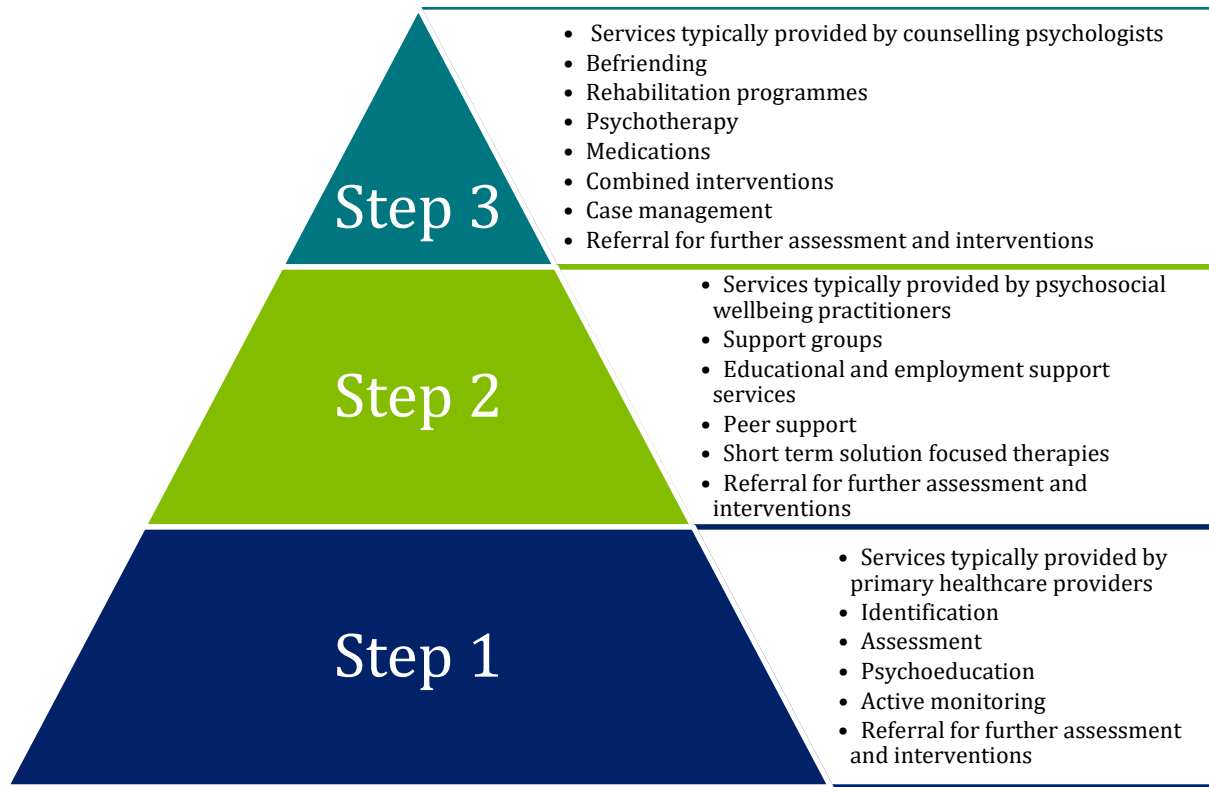 • Services typically provided by counselling psychologists
• Befriending
• Rehabilitation programmes
• Psychotherapy
• Medications
• Combined interventions
• Case management
• Referral for further assessment and interventions
Step 3
• Services typically provided by psychosocial
wellbeing practitioners
• Support groups
• Educational and employment support
services
• Peer support
• Short term solution focused therapies
• Referral for further assessment and
interventions
Step 2
• Services typically provided by
primary healthcare providers
• Identification
• Assessment
• Psychoeducation
• Active monitoring
• Referral for further assessment
and interventions
Step 1